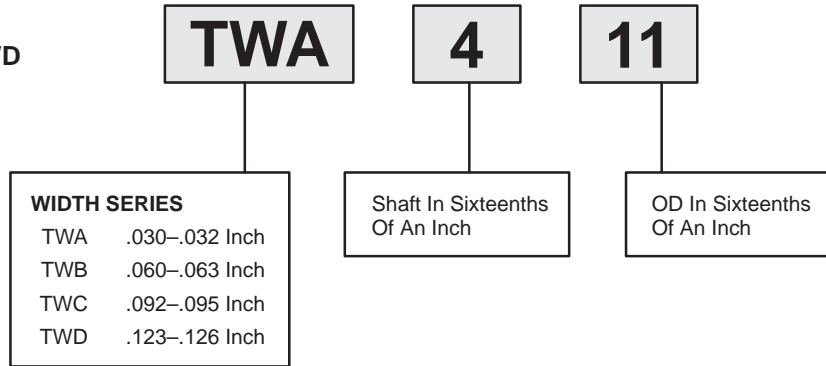 TWA 4 11
WIDTH SERIES
TWA .030–.032 Inch
TWB .060–.063 Inch
TWC .092–.095 Inch
TWD .123–.126 Inch
Shaft In Sixteenths
Of An Inch
OD In Sixteenths
Of An Inch